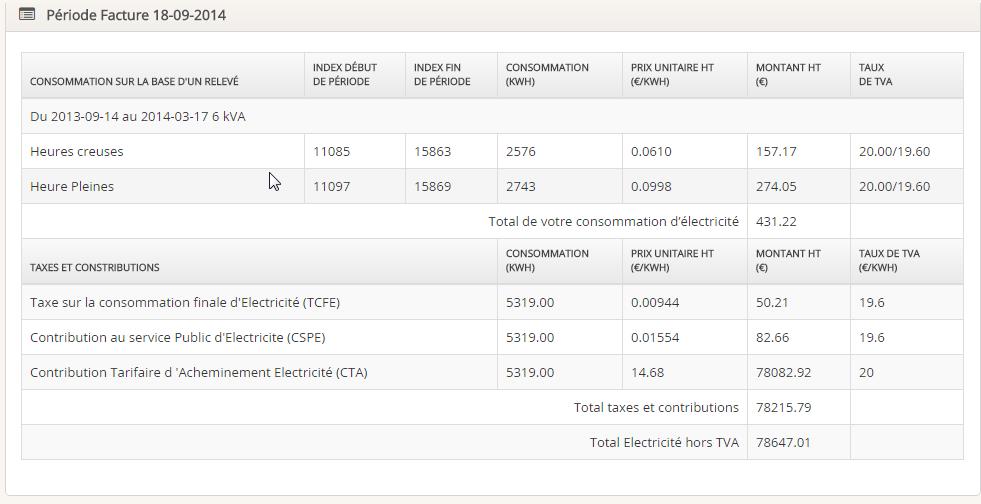 Période Facture 18-09-2014
CONSOMMATION SUR LA BASE D'UN RELEVÉ INDEX DÉBUT DE PÉRIODE INDEX FIN DE PÉRIODE CONSOMMATION (KWH) PRIX UNITAIRE HT (€/KWH) MONTANT HT (€) TAUX DE TVA
Du 2013-09-14 au 2014-03-17 6 kVA
Heures creuses 11085 15863 2576 0.0610 157.17 20.00/19.60
Heure Pleines 11097 15869 2743 0.0998 274.05 20.00/19.60
Total de votre consommation d'électricité 431.22
TAXES ET CONSTRIBUTIONS CONSOMMATION (KWH) PRIX UNITAIRE HT (€/KWH) MONTANT HT (€) TAUX DE TVA (€/KWH)
Taxe sur la consommation finale d'Electricité (TCFE) 5319.00 0.00944 50.21 19.6
Contribution au service Public d'Electricite (CSPE) 5319.00 0.01554 82.66 19.6
Contribution Tarifaire d 'Acheminement Electricité (CTA) 5319.00 14.68 78082.92 20
Total taxes et contributions 78215.79
Total Electricité hors TVA 78647.01